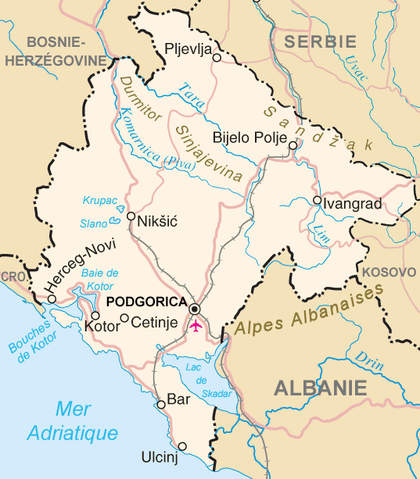 BOSNIE-
HERZÉGOVINE
Pljevlja
SERBIE
Uvac
Durmitor
Tara
Sandžak
Komarnica (Piva)
Sinjajevina
Bijelo Polje
Krupac
Slano
Nikšić
Ivangrad
Lim
Herceg-Novi
CRO.
Baie de
Kotor
KOSOVO
PODGORICA
Bouches
de Kotor
Kotor
Cetinje
Alpes Albanaises
Lac
de
Skadar
Drin
ALBANIE
Mer
Adriatique
Bar
Ulcinj